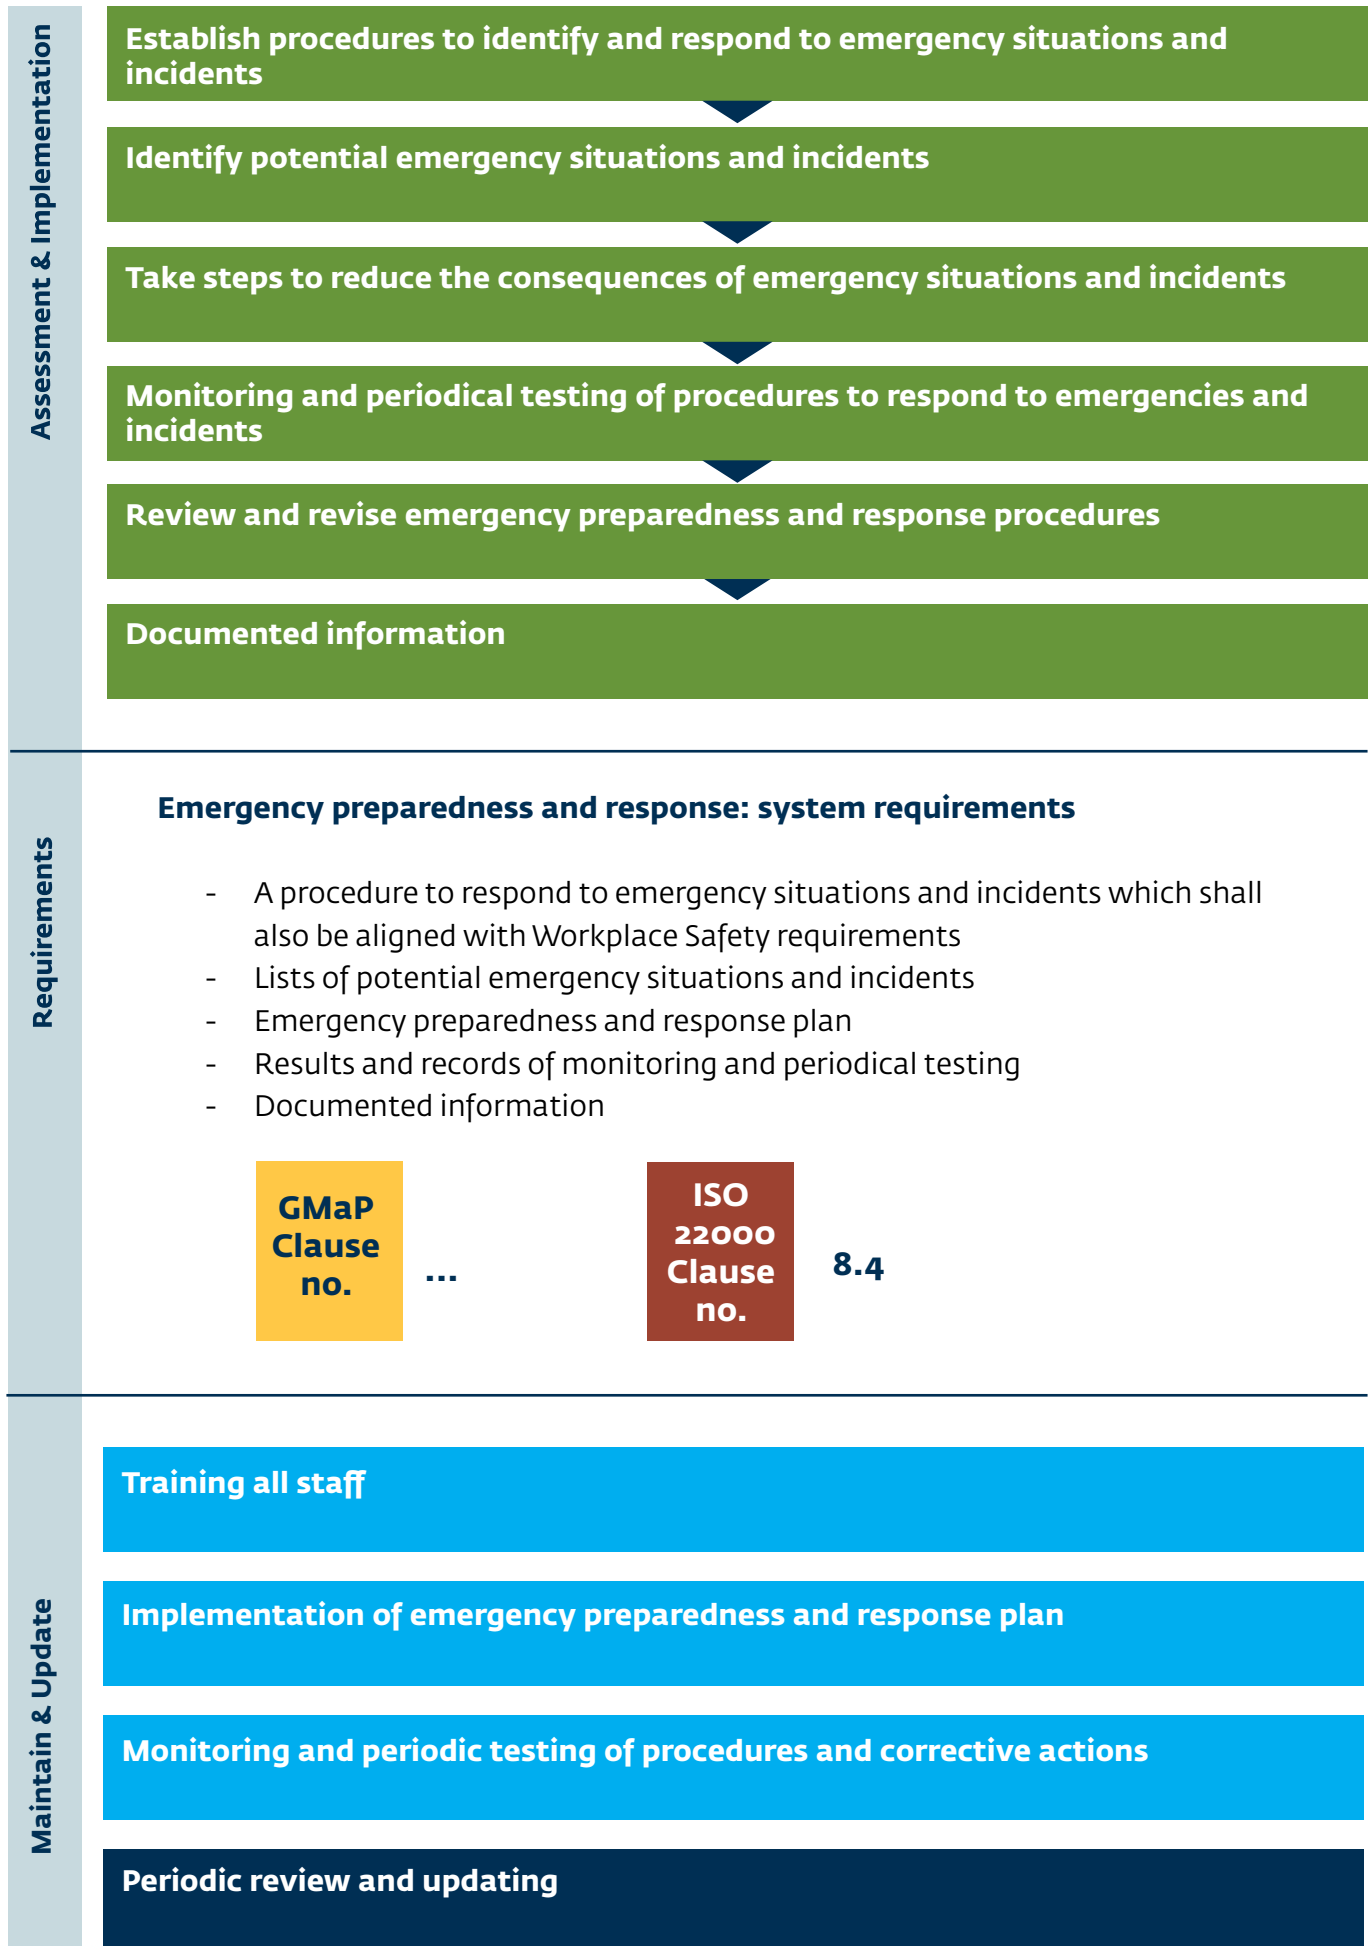 Assessment & Implementation
Establish procedures to identify and respond to emergency situations and
incidents
Identify potential emergency situations and incidents
Take steps to reduce the consequences of emergency situations and incidents
Monitoring and periodical testing of procedures to respond to emergencies and
incidents
Review and revise emergency preparedness and response procedures
Documented information
Requirements
Emergency preparedness and response: system requirements
- A procedure to respond to emergency situations and incidents which shall
also be aligned with Workplace Safety requirements
- Lists of potential emergency situations and incidents
- Emergency preparedness and response plan
- Results and records of monitoring and periodical testing
- Documented information
GMaP
Clause
no.
...
ISO
22000
Clause
no.
8.4
Maintain & Update
Training all staff
Implementation of emergency preparedness and response plan
Monitoring and periodic testing of procedures and corrective actions
Periodic review and updating